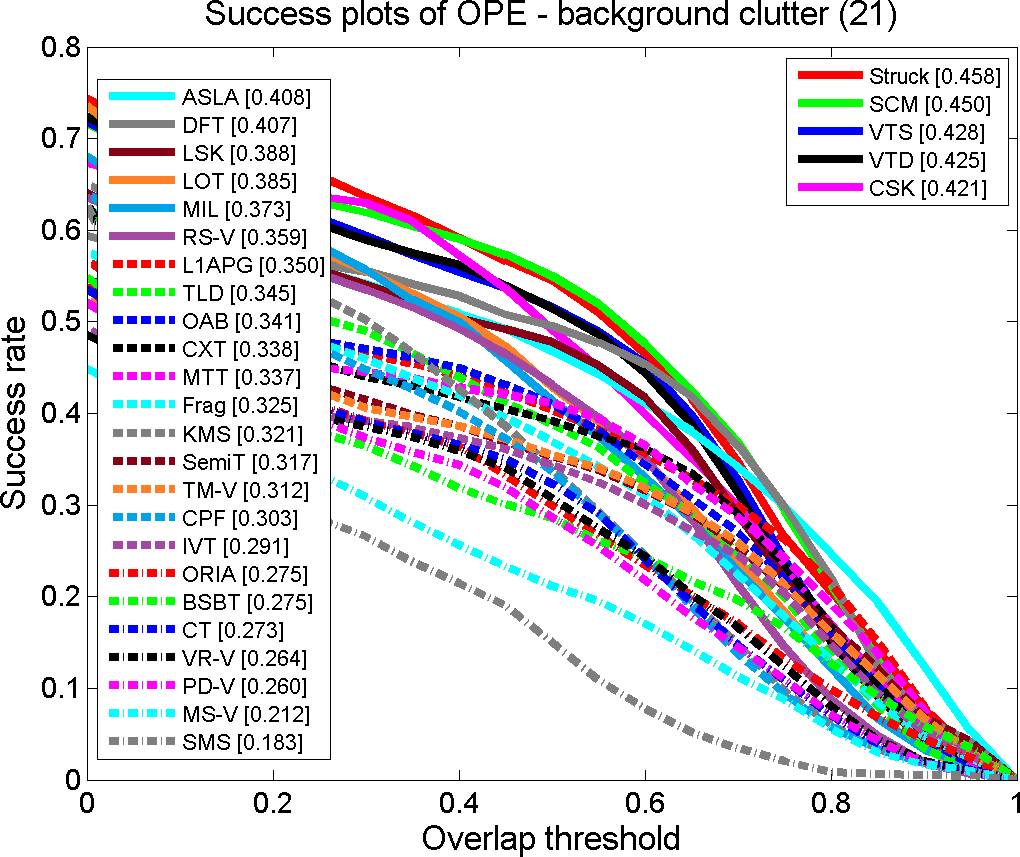 Success plots of OPE - background clutter (21)
0.8
0.7
0.6
0.5
0.4
0.3
0.2
0.1
0
Success rate
ASLA [0.408]
DFT [0.407]
LSK [0.388]
LOT [0.385]
MIL [0.373]
RS-V [0.359]
L1APG [0.350]
TLD [0.345]
OAB [0.341]
CXT [0.338]
MTT [0.337]
Frag [0.325]
KMS [0.321]
SemiT [0.317]
TM-V [0.312]
CPF [0.303]
IVT [0.291]
ORIA [0.275]
BSBT [0.275]
CT [0.273]
VR-V [0.264]
PD-V [0.260]
MS-V [0.212]
SMS [0.183]
Struck [0.458]
SCM [0.450]
VTS [0.428]
VTD [0.425]
CSK [0.421]
0 0.2 0.4 0.6 0.8 1
Overlap threshold